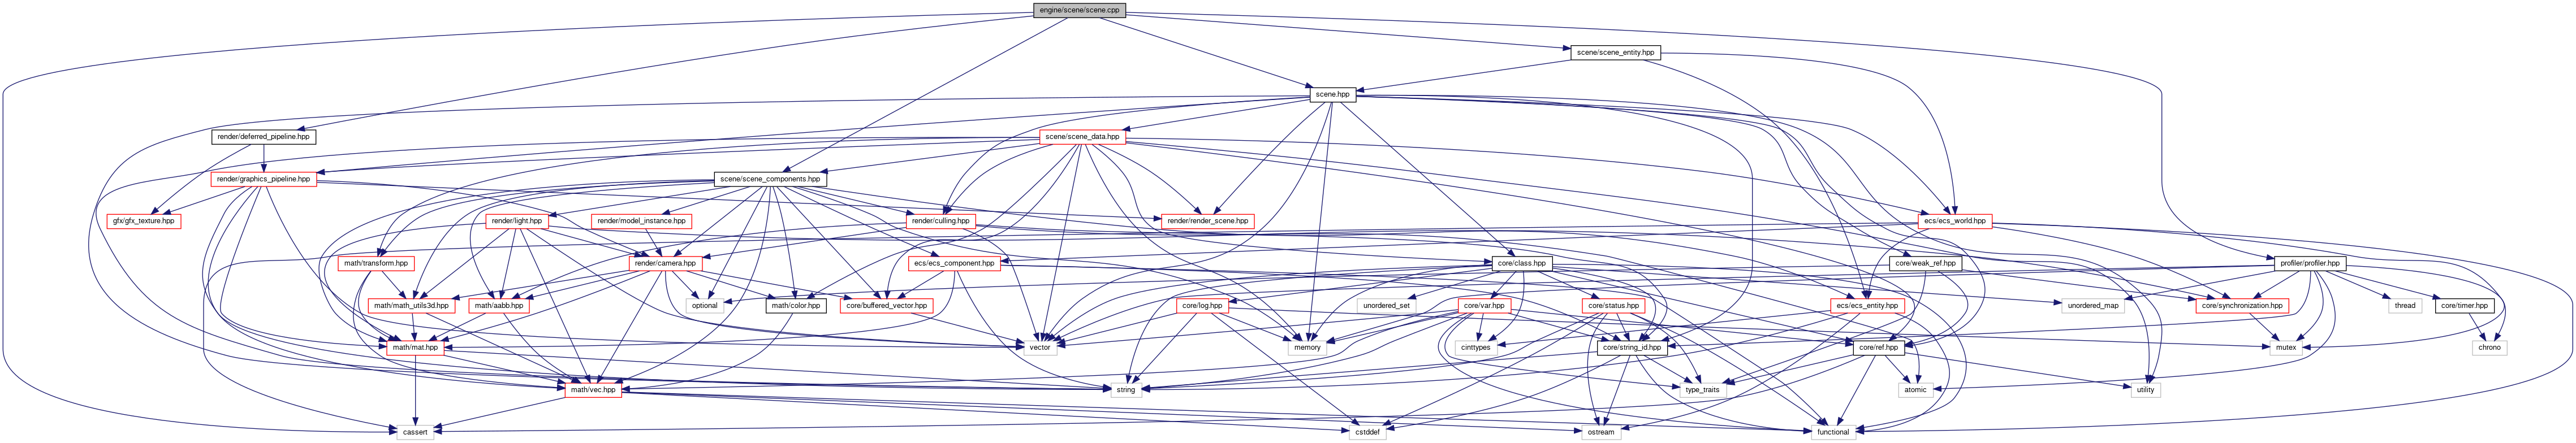 engine/scene/scene.cpp
scene/scene_entity.hpp
scene.hpp
render/deferred_pipeline.hpp
scene/scene_data.hpp
render/graphics_pipeline.hpp
scene/scene_components.hpp
gfx/gfx_texture.hpp
render/light.hpp
render/model_instance.hpp
render/culling.hpp
render/render_scene.hpp
ecs/ecs_world.hpp
math/transform.hpp
render/camera.hpp
ecs/ecs_component.hpp
core/class.hpp
core/weak_ref.hpp
profiler/profiler.hpp
math/math_utils3d.hpp
math/aabb.hpp
optional
math/color.hpp
core/buffered_vector.hpp
core/log.hpp
unordered_set
core/var.hpp
core/status.hpp
ecs/ecs_entity.hpp
unordered_map
core/synchronization.hpp
thread
core/timer.hpp
math/mat.hpp
vector
memory
cinttypes
core/string_id.hpp
core/ref.hpp
mutex
chrono
math/vec.hpp
string
type_traits
atomic
utility
cassert
cstddef
ostream
functional